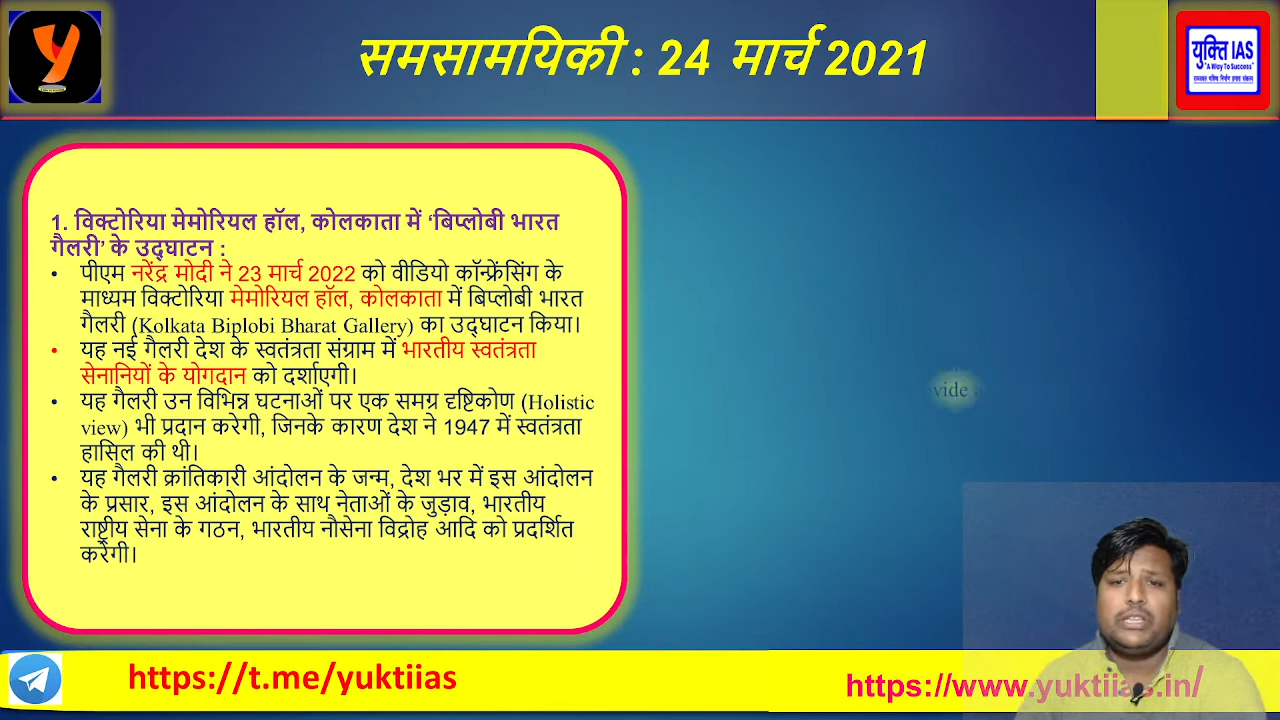 समसामयिकी : 24 मार्च 2021
युक्ति IAS
"A Way To Success"
1. विक्टोरिया मेमोरियल हॉल, कोलकाता में ‘बिप्लोबी भारत
गैलरी’ के उद्घाटन :
• पीएम नरेंद्र मोदी ने 23 मार्च 2022 को वीडियो कॉन्फ्रेंसिंग के
माध्यम विक्टोरिया मेमोरियल हॉल, कोलकाता में बिप्लोबी भारत
गैलरी (Kolkata Biplobi Bharat Gallery) का उद्घाटन किया।
• यह नई गैलरी देश के स्वतंत्रता संग्राम में भारतीय स्वतंत्रता
सेनानियों के योगदान को दर्शाएगी।
• यह गैलरी उन विभिन्न घटनाओं पर एक समग्र दृष्टिकोण (Holistic
view) भी प्रदान करेगी, जिनके कारण देश ने 1947 में स्वतंत्रता
हासिल की थी।
• यह गैलरी क्रांतिकारी आंदोलन के जन्म, देश भर में इस आंदोलन
के प्रसार, इस आंदोलन के साथ नेताओं के जुड़ाव, भारतीय
राष्ट्रीय सेना के गठन, भारतीय नौसेना विद्रोह आदि को प्रदर्शित
करेगी।
https://t.me/yuktiias
https://www.yuktiias.in/